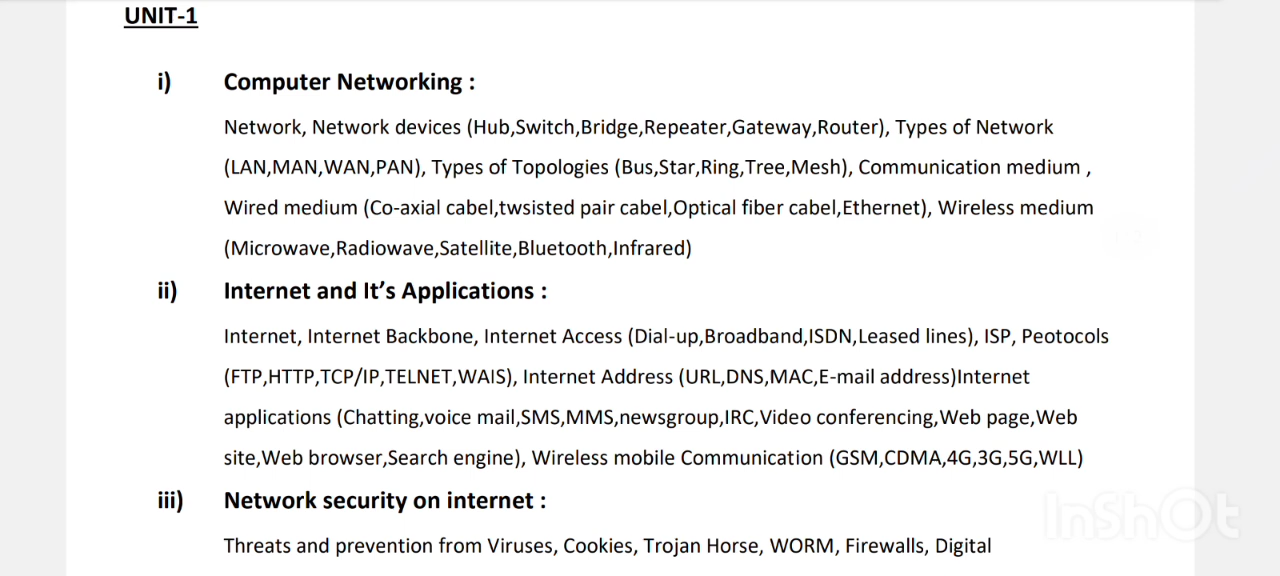 UNIT-1
i) Computer Networking :
Network, Network devices (Hub,Switch,Bridge,Repeater,Gateway,Router), Types of Network
(LAN,MAN,WAN,PAN), Types of Topologies (Bus,Star,Ring,Tree,Mesh), Communication medium ,
Wired medium (Co-axial cabel,twsisted pair cabel,Optical fiber cabel,Ethernet), Wireless medium
(Microwave,Radiowave,Satellite,Bluetooth,Infrared)
ii) Internet and It's Applications :
Internet, Internet Backbone, Internet Access (Dial-up,Broadband,ISDN,Leased lines), ISP, Peotocols
(FTP,HTTP,TCP/IP,TELNET,WAIS), Internet Address (URL,DNS,MAC,E-mail address)Internet
applications (Chatting,voice mail,SMS,MMS,newsgroup,IRC,Video conferencing,Web page,Web
site,Web browser,Search engine), Wireless mobile Communication (GSM,CDMA,4G,3G,5G,WLL)
iii) Network security on internet :
Threats and prevention from Viruses, Cookies, Trojan Horse, WORM, Firewalls, Digital
InShOt